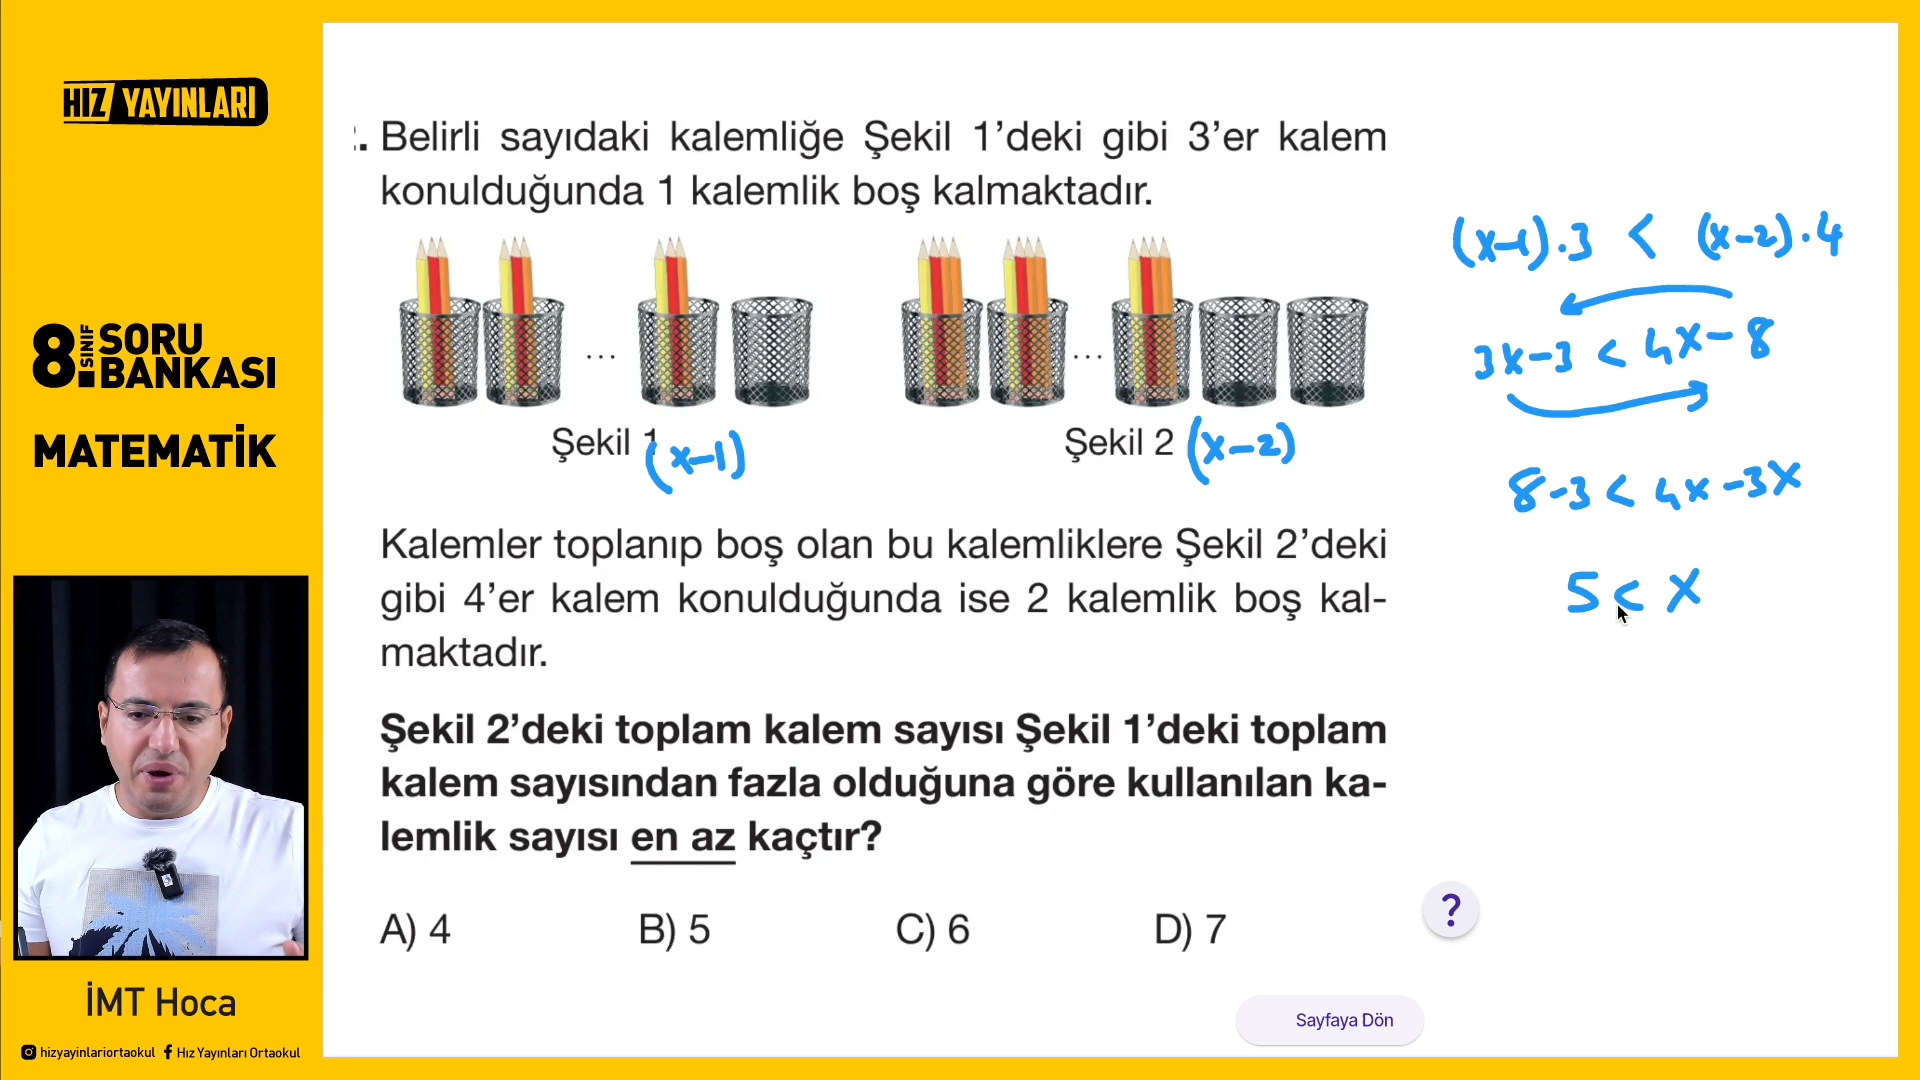 HIZ YAYINLARI
8. SINIF SORU BANKASI
MATEMATİK
İMT Hoca
hizyayinlariortaokul Hız Yayınları Ortaokul
. Belirli sayıdaki kalemliğe Şekil 1’deki gibi 3’er kalem
konulduğunda 1 kalemlik boş kalmaktadır.
... ...
Şekil 1 (x-1) Şekil 2 (x-2)
Kalemler toplanıp boş olan bu kalemliklere Şekil 2’deki
gibi 4’er kalem konulduğunda ise 2 kalemlik boş kal-
maktadır.
Şekil 2’deki toplam kalem sayısı Şekil 1’deki toplam
kalem sayısından fazla olduğuna göre kullanılan ka-
lemlik sayısı en az kaçtır?
A) 4 B) 5 C) 6 D) 7
(x-1).3 < (x-2).4
3x-3 < 4x-8
8-3 < 4x-3x
5 < x
?
Sayfaya Dön